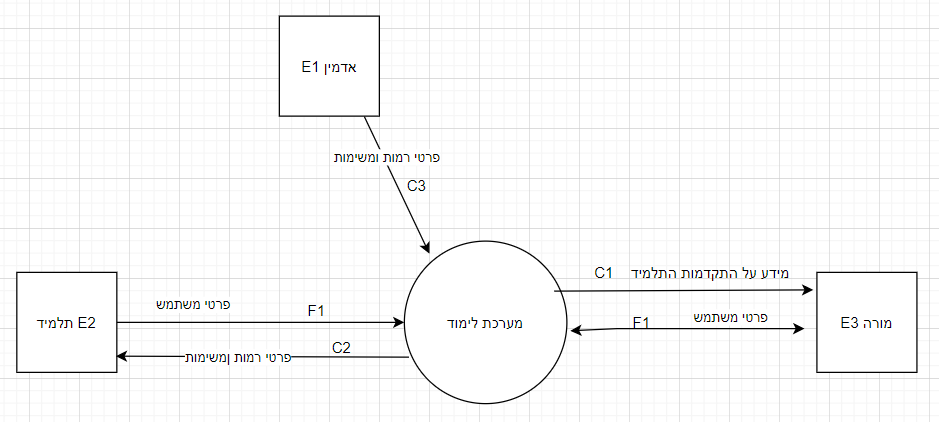 אדמין E1
פרטי רמות ומשימות
C3
C1 מידע על התקדמות התלמיד
פרטי משתמש F1
פרטי משתמש
F1
תלמיד E2
מערכת לימוד
מורה E3
C2
פרטי רמות ןמשימות